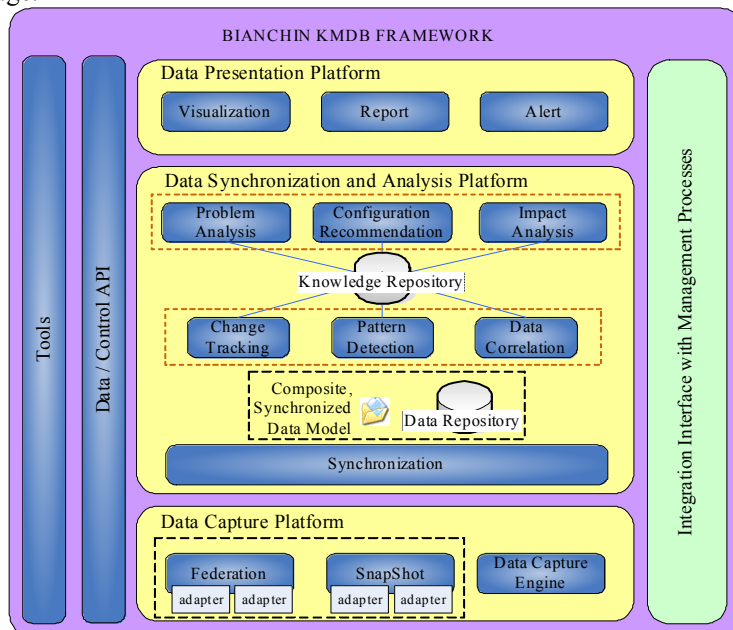 BIANCHIN KMDB FRAMEWORK
Tools
Data / Control API
Data Presentation Platform
Visualization
Report
Alert
Data Synchronization and Analysis Platform
Problem
Analysis
Configuration
Recommendation
Impact
Analysis
Knowledge Repository
Change
Tracking
Pattern
Detection
Data
Correlation
Composite,
Synchronized
Data Model
Data Repository
Synchronization
Data Capture Platform
Federation
adapter
adapter
SnapShot
adapter
adapter
Data Capture
Engine
Integration Interface with Management Processes